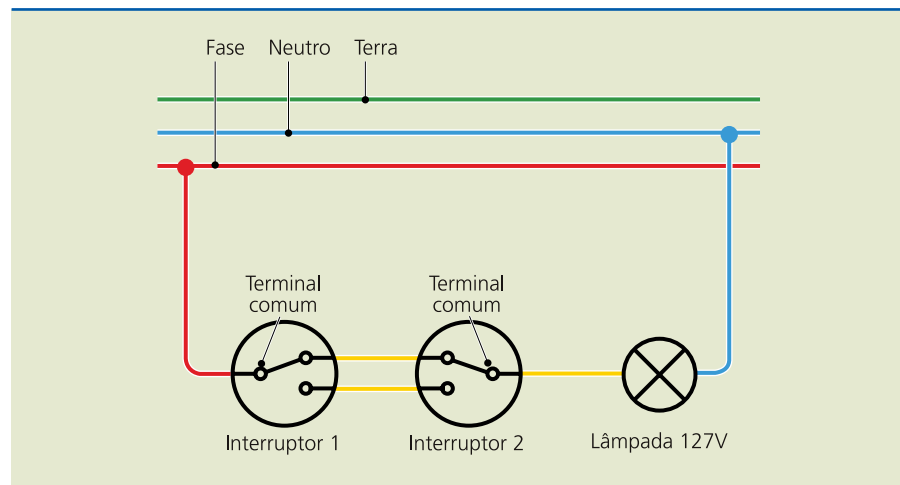 Fase Neutro Terra
Terminal
comum
Terminal
comum
Interruptor 1
Interruptor 2
Lâmpada 127V